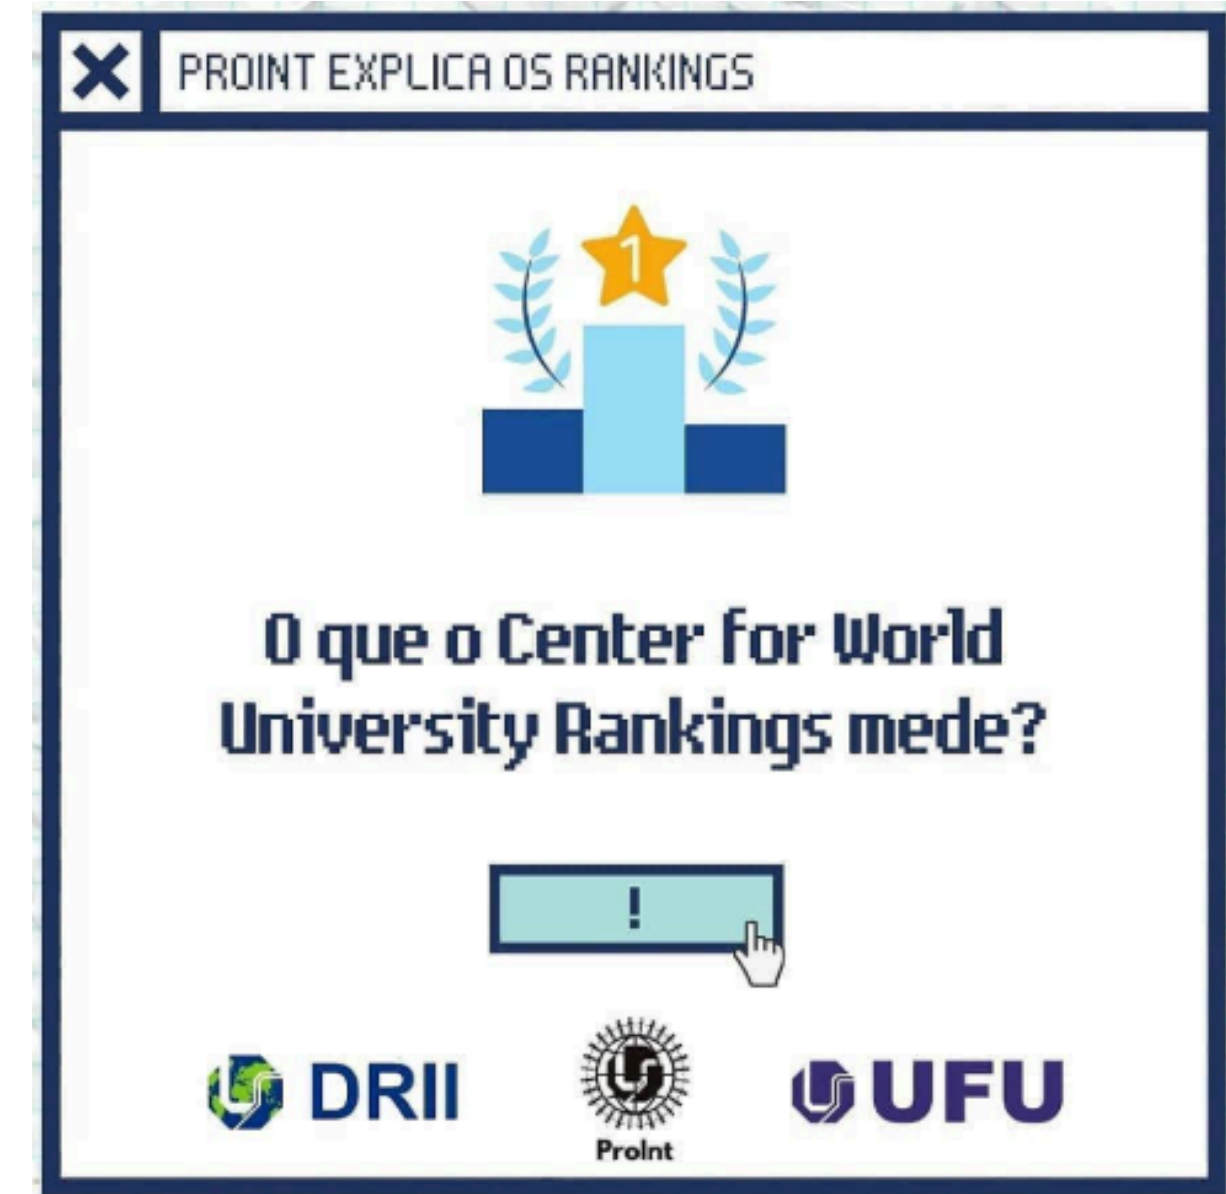 PROINT EXPLICA OS RANKINGS
1
O que o Center for World
University Rankings mede?
!
DRII
ProInt
UFU